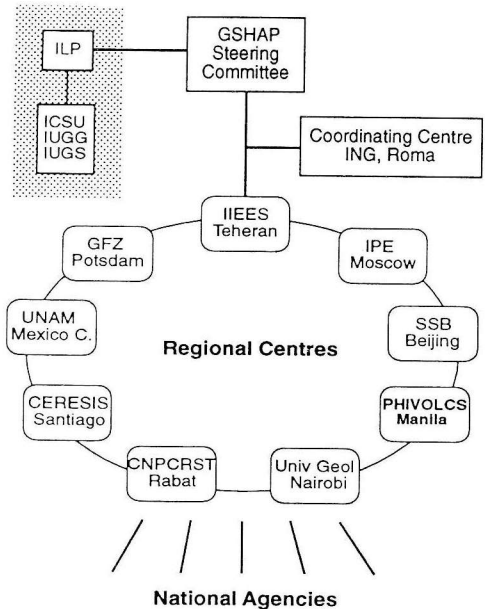 ILP
GSHAP
Steering
Committee
ICSU
IUGG
IUGS
Coordinating Centre
ING, Roma
IIEES
Teheran
GFZ
Potsdam
IPE
Moscow
UNAM
Mexico C.
SSB
Beijing
Regional Centres
CERESIS
Santiago
PHIVOLCS
Manila
CNPCRST
Rabat
Univ Geol
Nairobi
National Agencies